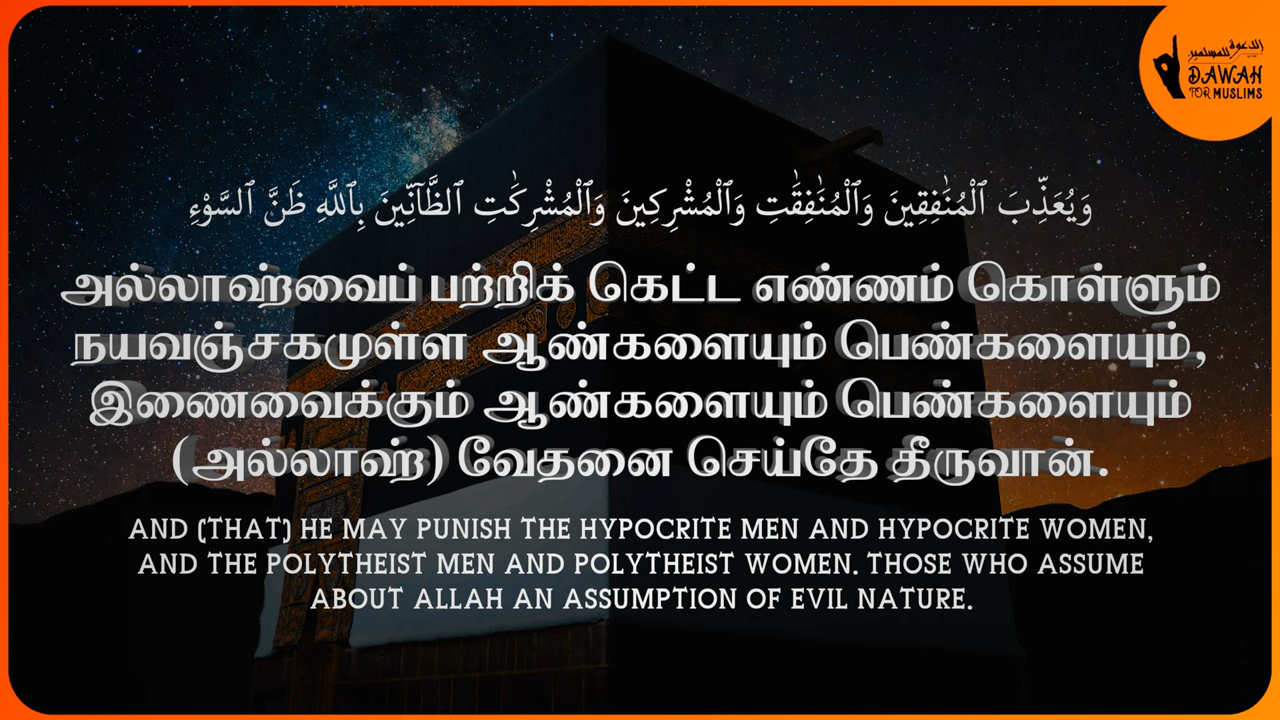 الدعوة للمسلمين
DAWAH
FOR MUSLIMS
وَيُعَذِّبَ ٱلْمُنَـٰفِقِينَ وَٱلْمُنَـٰفِقَـٰتِ وَٱلْمُشْرِكِينَ وَٱلْمُشْرِكَـٰتِ ٱلظَّآنِّينَ بِٱللَّهِ ظَنَّ ٱلسَّوْءِ
அல்லாஹ்வைப் பற்றிக் கெட்ட எண்ணம் கொள்ளும்
நயவஞ்சகமுள்ள ஆண்களையும் பெண்களையும்,
இணைவைக்கும் ஆண்களையும் பெண்களையும்
(அல்லாஹ்) வேதனை செய்தே தீருவான்.
AND (THAT) HE MAY PUNISH THE HYPOCRITE MEN AND HYPOCRITE WOMEN,
AND THE POLYTHEIST MEN AND POLYTHEIST WOMEN. THOSE WHO ASSUME
ABOUT ALLAH AN ASSUMPTION OF EVIL NATURE.